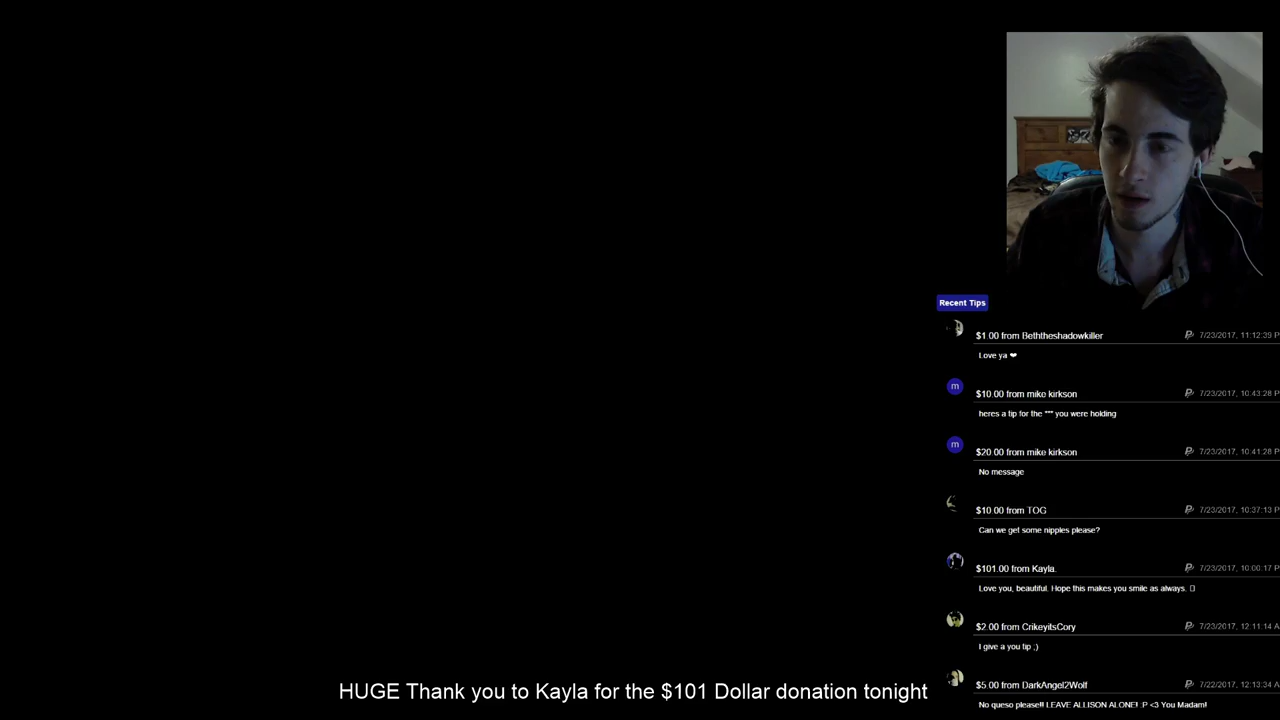 Recent Tips
$1.00 from Beththeshadowkiller 7/23/2017, 11:12:39 P
Love ya ❤
m $10.00 from mike kirkson 7/23/2017, 10:43:28 P
heres a tip for the *** you were holding
m $20.00 from mike kirkson 7/23/2017, 10:41:28 P
No message
$10.00 from TOG 7/23/2017, 10:37:13 P
Can we get some nipples please?
$101.00 from Kayla. 7/23/2017, 10:00:17 P
Love you, beautiful. Hope this makes you smile as always.
$2.00 from CrikeyitsCory 7/23/2017, 12:11:14 A
I give a you tip ;)
$5.00 from DarkAngel2Wolf 7/22/2017, 12:13:34 A
No queso please!! LEAVE ALLISON ALONE! :P <3 You Madam!
HUGE Thank you to Kayla for the $101 Dollar donation tonight